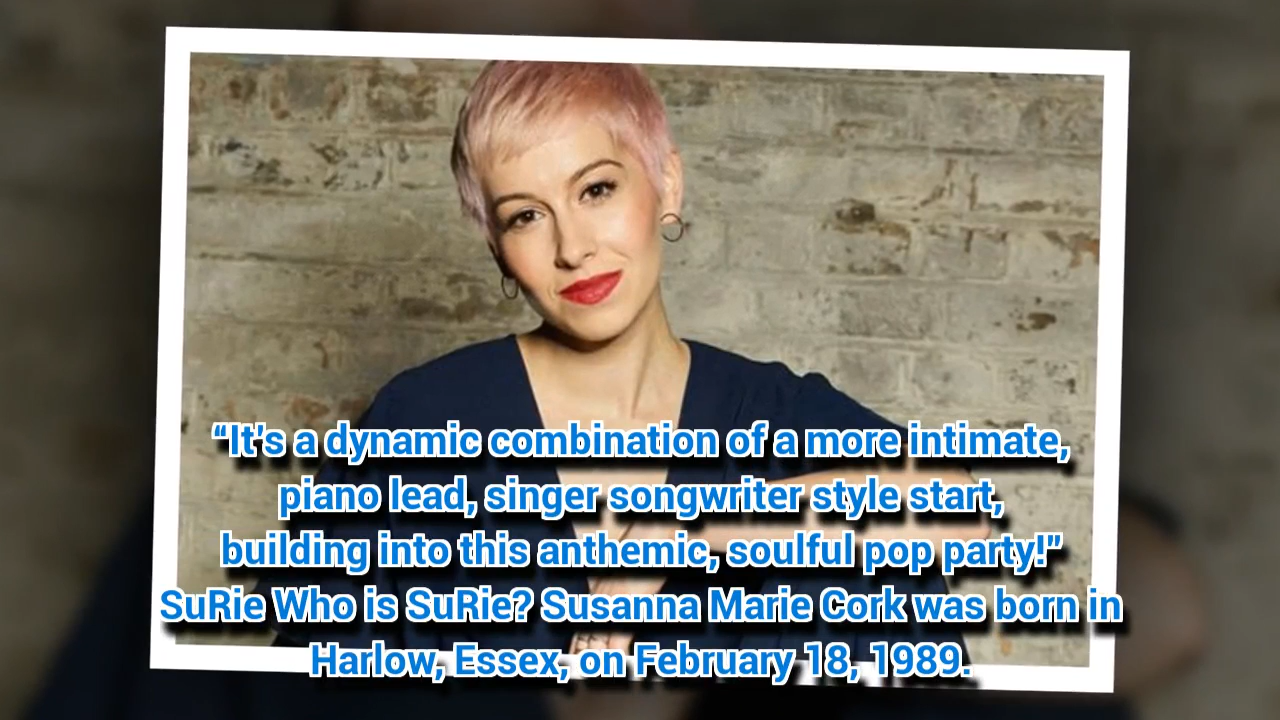 “It’s a dynamic combination of a more intimate,
piano lead, singer songwriter style start,
building into this anthemic, soulful pop party!”
SuRie Who is SuRie? Susanna Marie Cork was born in
Harlow, Essex, on February 18, 1989.